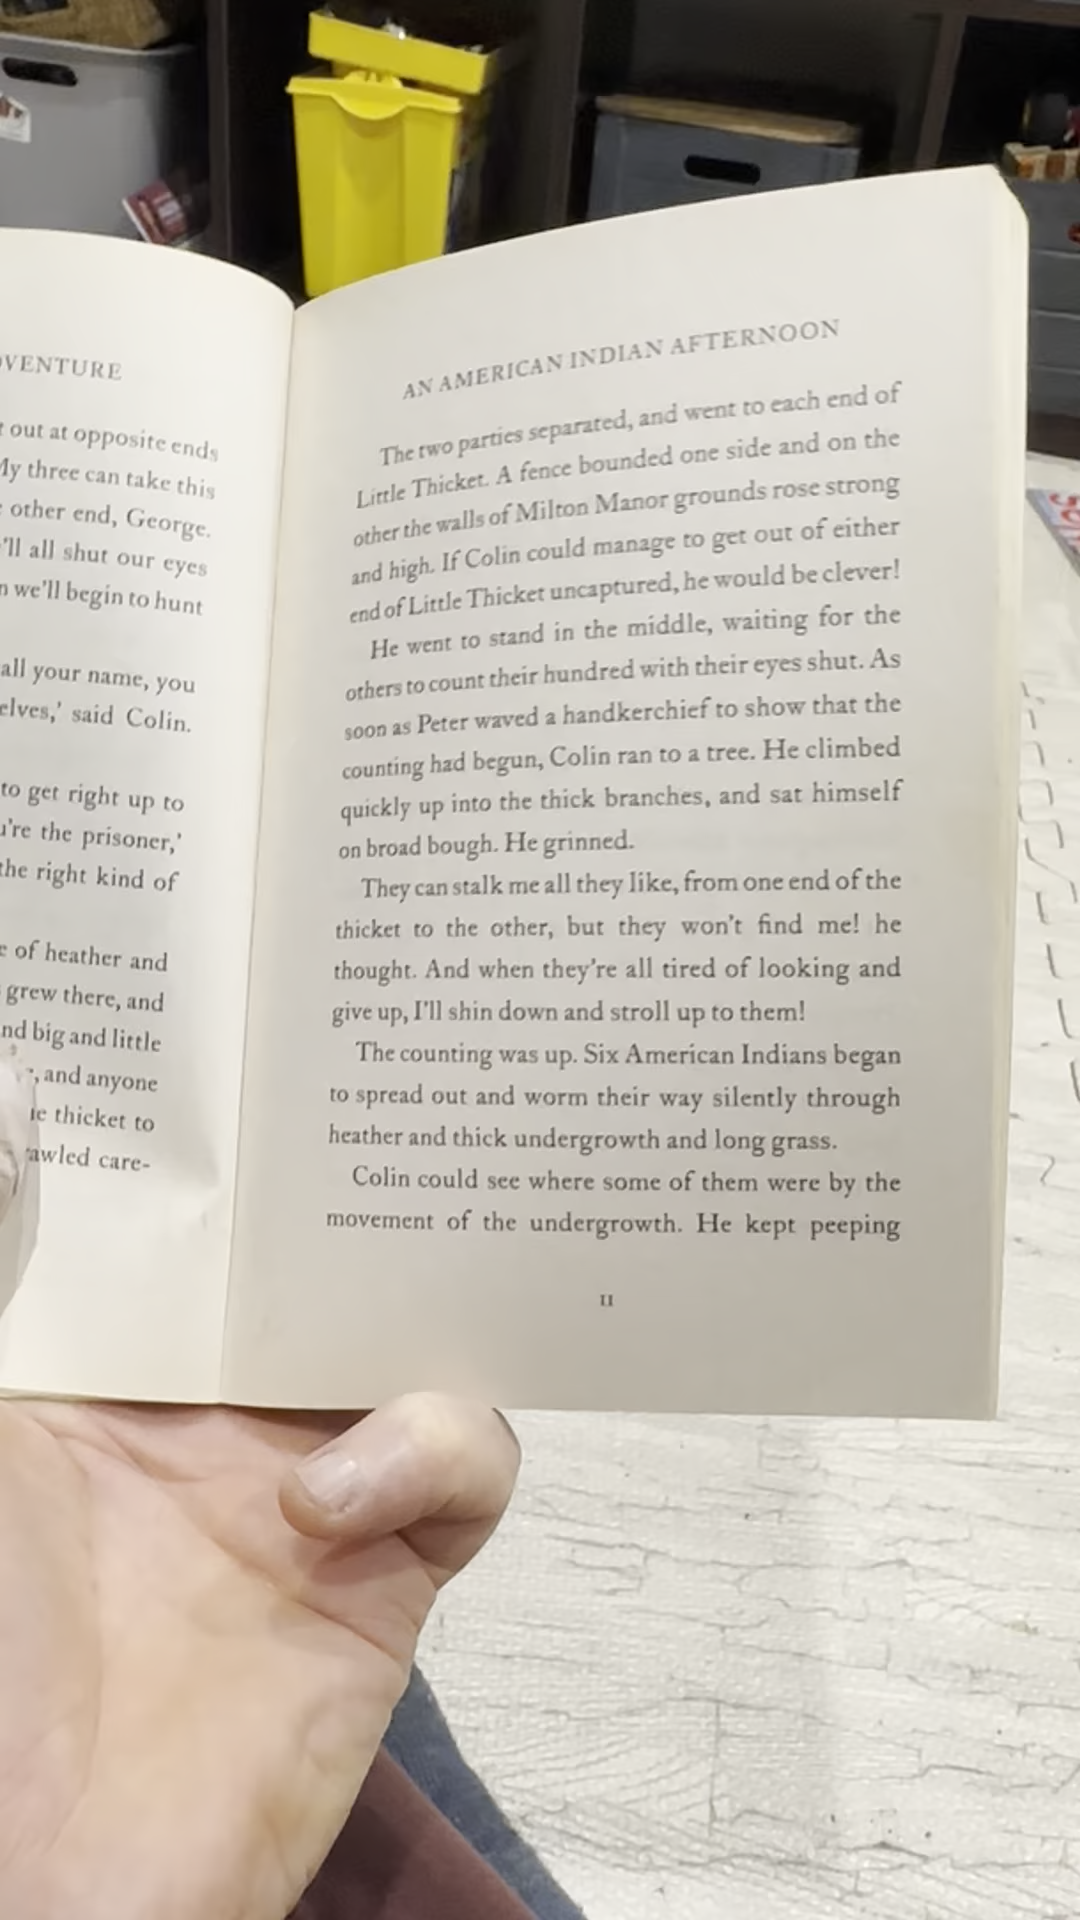 VENTURE
out at opposite ends
My three can take this
other end, George.
'll all shut our eyes
we'll begin to hunt
all your name, you
elves,' said Colin.
to get right up to
u're the prisoner,'
the right kind of
of heather and
grew there, and
nd big and little
, and anyone
thicket to
awled care-
AN AMERICAN INDIAN AFTERNOON
The two parties separated, and went to each end of
Little Thicket. A fence bounded one side and on the
other the walls of Milton Manor grounds rose strong
and high. If Colin could manage to get out of either
end of Little Thicket uncaptured, he would be clever!
He went to stand in the middle, waiting for the
others to count their hundred with their eyes shut. As
soon as Peter waved a handkerchief to show that the
counting had begun, Colin ran to a tree. He climbed
quickly up into the thick branches, and sat himself
on broad bough. He grinned.
They can stalk me all they like, from one end of the
thicket to the other, but they won't find me! he
thought. And when they're all tired of looking and
give up, I'll shin down and stroll up to them!
The counting was up. Six American Indians began
to spread out and worm their way silently through
heather and thick undergrowth and long grass.
Colin could see where some of them were by the
movement of the undergrowth. He kept peeping
11